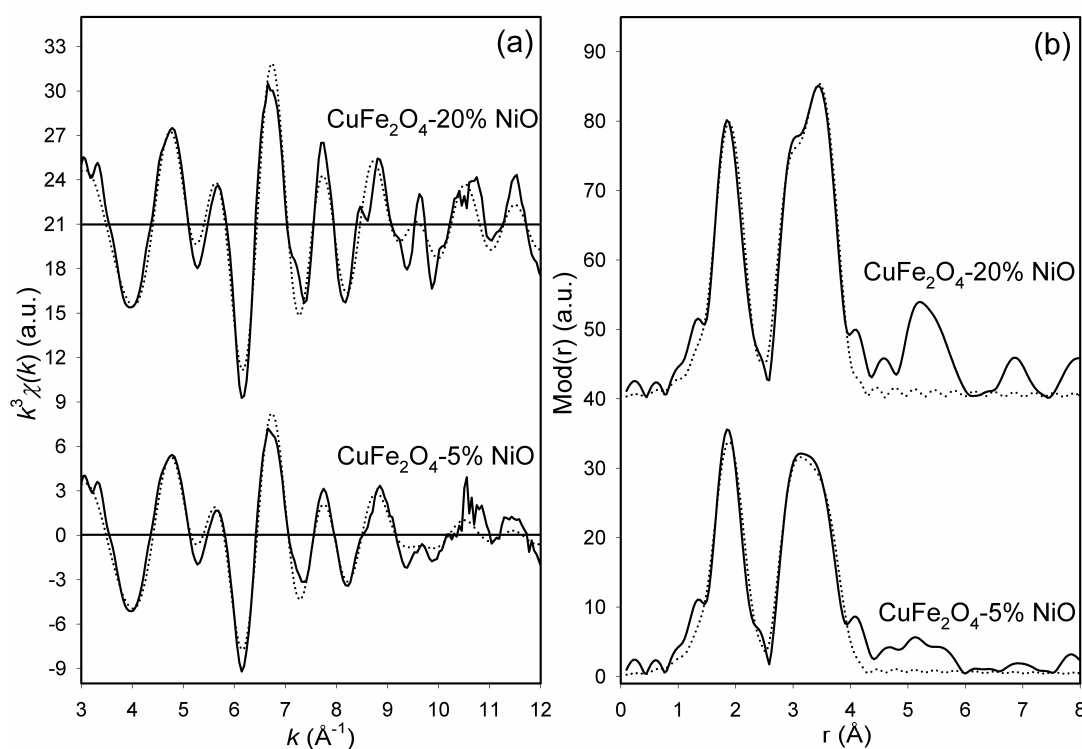 (a)
33
30
27
24
21
18
15
12
9
6
3
0
-3
-6
-9
k³χ(k) (a.u.)
CuFe₂O₄-20% NiO
CuFe₂O₄-5% NiO
3 4 5 6 7 8 9 10 11 12
k (Å⁻¹)
(b)
90
80
70
60
50
40
30
20
10
0
Mod(r) (a.u.)
CuFe₂O₄-20% NiO
CuFe₂O₄-5% NiO
0 1 2 3 4 5 6 7 8
r (Å)